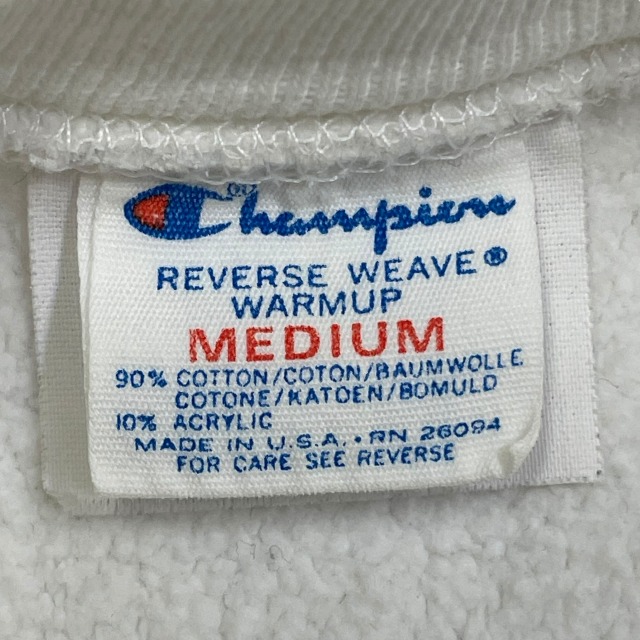 Champion
REVERSE WEAVE®
WARMUP
MEDIUM
90% COTTON/COTON/BAUMWOLLE
COTONE/KATOEN/BOMULD
10% ACRYLIC
MADE IN U.S.A. • RN 26094
FOR CARE SEE REVERSE